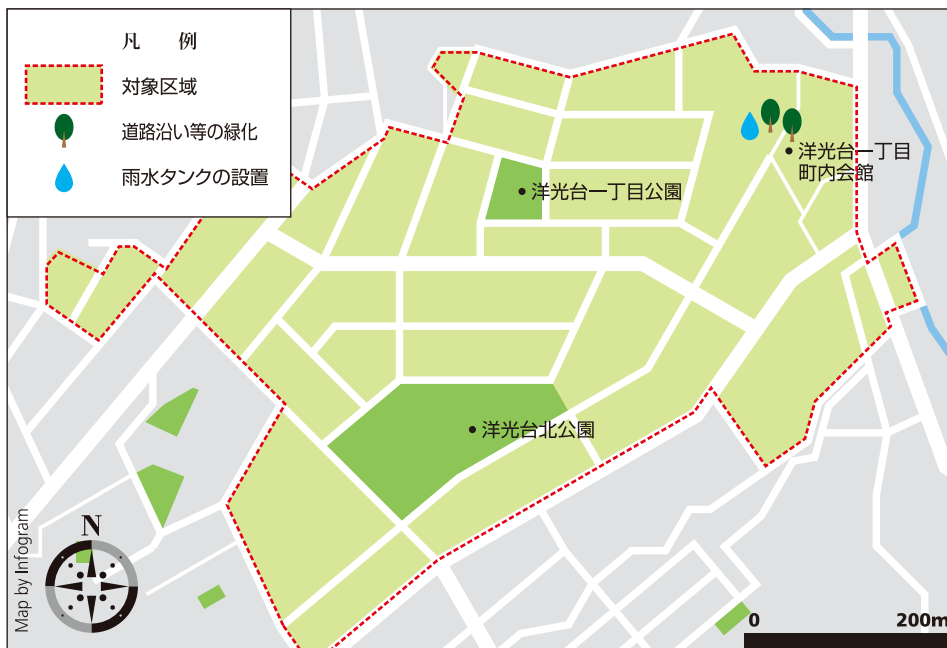 凡 例
対象区域
道路沿い等の緑化
雨水タンクの設置
洋光台一丁目
町内会館
洋光台一丁目公園
洋光台北公園
N
Map by Infogram
0 200m